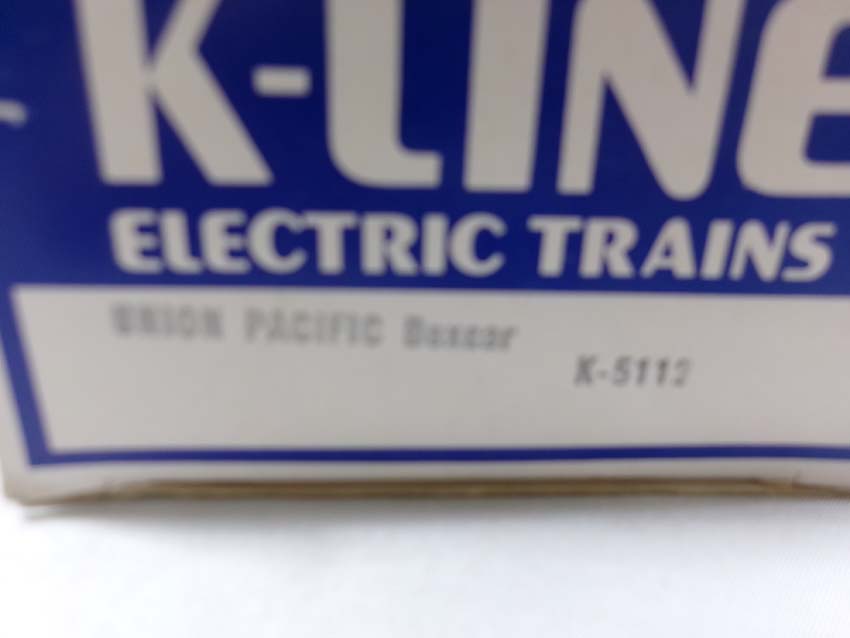 K-LINE
ELECTRIC TRAINS
UNION PACIFIC Boxcar
K-5112